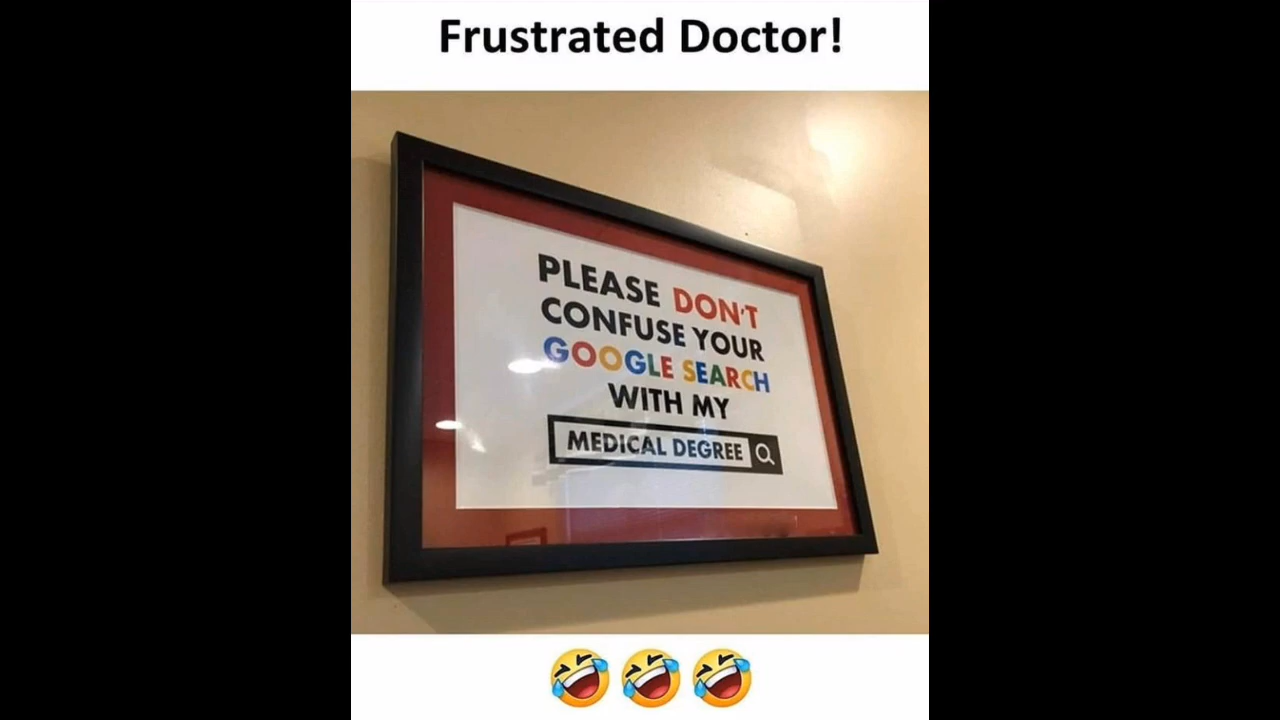 Frustrated Doctor!
PLEASE DON'T
CONFUSE YOUR
GOOGLE SEARCH
WITH MY
MEDICAL DEGREE